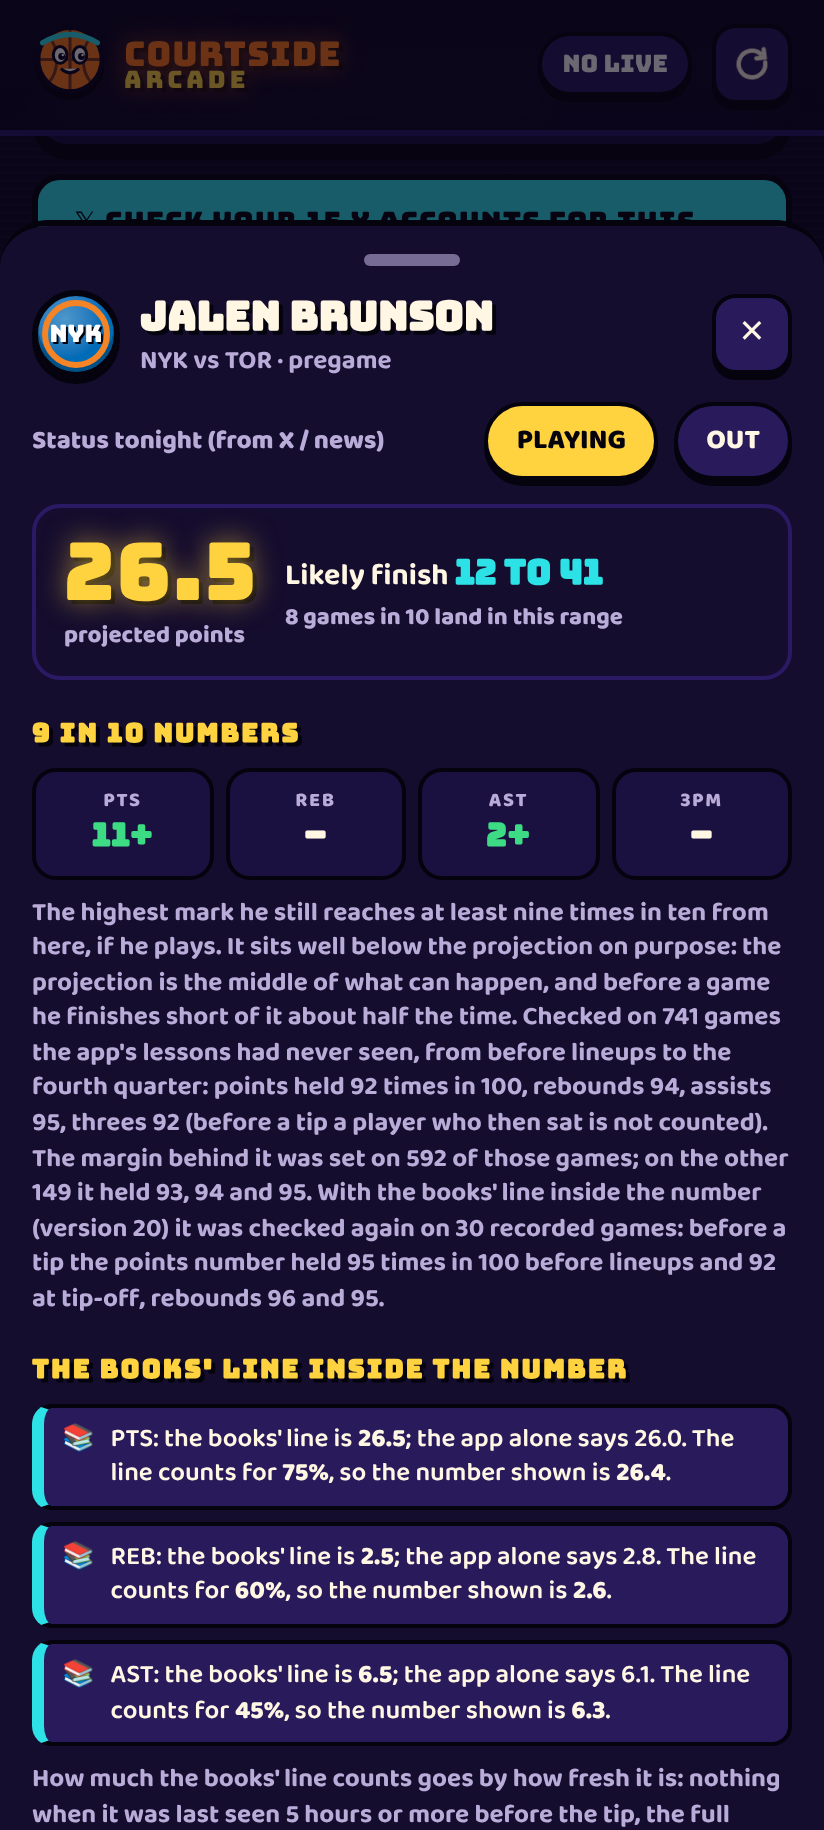 COURTSIDE
ARCADE
NO LIVE
𝕏 CHECK YOUR 15 X ACCOUNTS FOR THIS
NYK
JALEN BRUNSON
NYK vs TOR · pregame
×
Status tonight (from X / news)
PLAYING
OUT
26.5
projected points
Likely finish 12 TO 41
8 games in 10 land in this range
9 IN 10 NUMBERS
PTS
11+
REB
–
AST
2+
3PM
–
The highest mark he still reaches at least nine times in ten from
here, if he plays. It sits well below the projection on purpose: the
projection is the middle of what can happen, and before a game
he finishes short of it about half the time. Checked on 741 games
the app's lessons had never seen, from before lineups to the
fourth quarter: points held 92 times in 100, rebounds 94, assists
95, threes 92 (before a tip a player who then sat is not counted).
The margin behind it was set on 592 of those games; on the other
149 it held 93, 94 and 95. With the books' line inside the number
(version 20) it was checked again on 30 recorded games: before a
tip the points number held 95 times in 100 before lineups and 92
at tip-off, rebounds 96 and 95.
THE BOOKS' LINE INSIDE THE NUMBER
PTS: the books' line is 26.5; the app alone says 26.0. The
line counts for 75%, so the number shown is 26.4.
REB: the books' line is 2.5; the app alone says 2.8. The line
counts for 60%, so the number shown is 2.6.
AST: the books' line is 6.5; the app alone says 6.1. The line
counts for 45%, so the number shown is 6.3.
How much the books' line counts goes by how fresh it is: nothing
when it was last seen 5 hours or more before the tip, the full